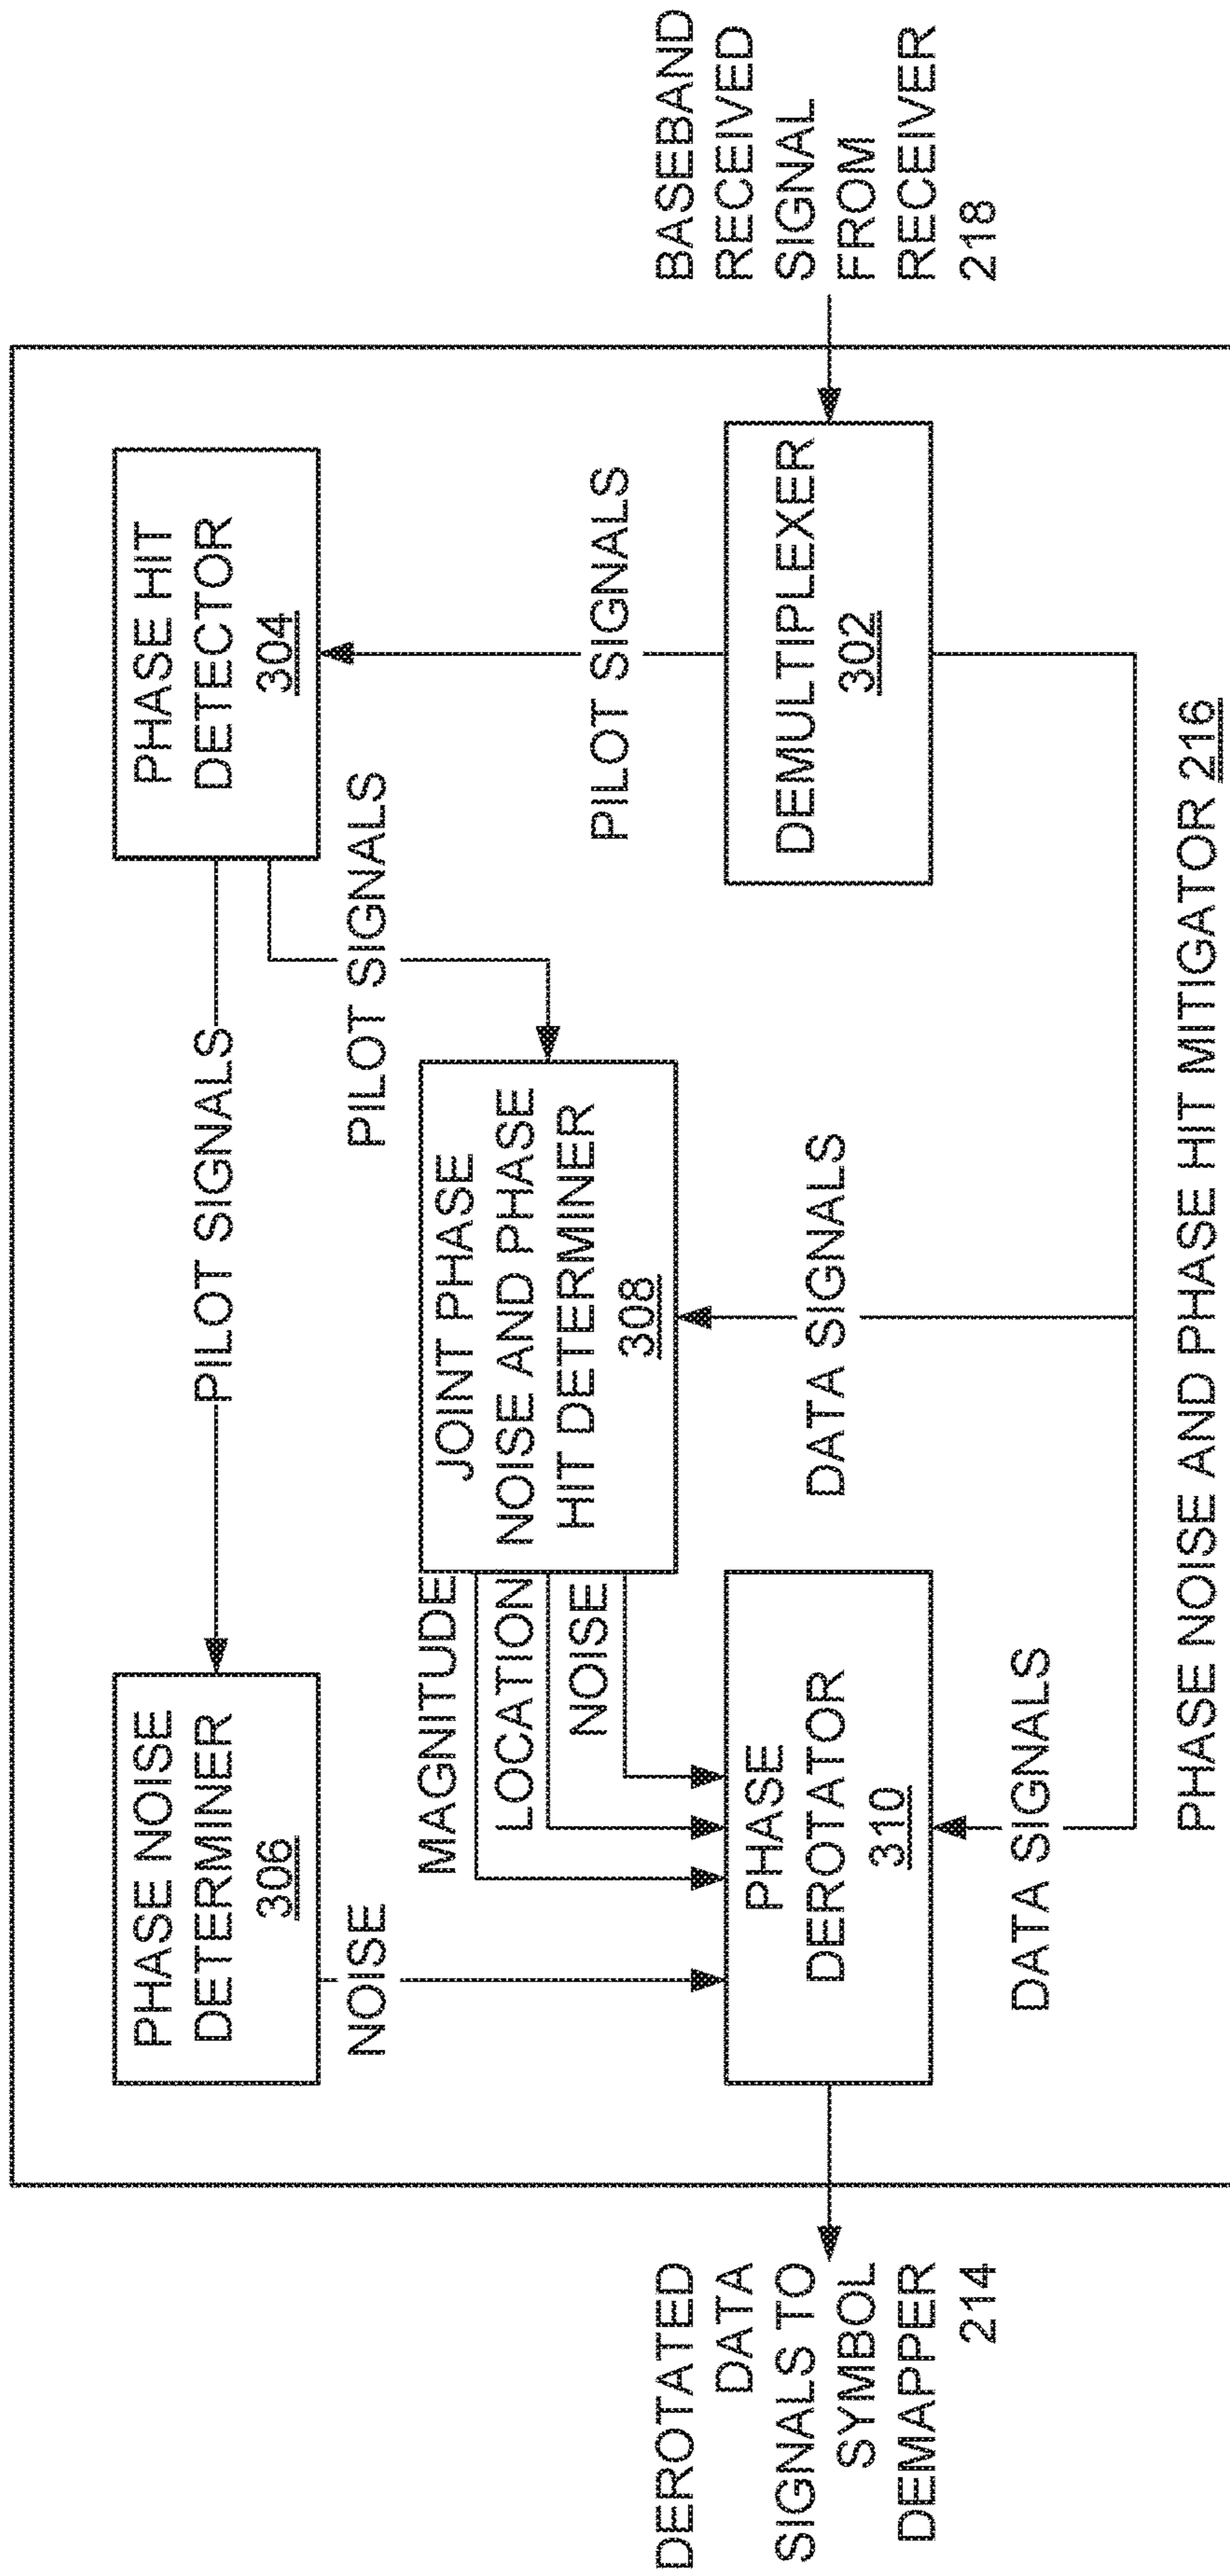 PHASE NOISE
DETERMINER
306
PILOT SIGNALS
PHASE HIT
DETECTOR
304
NOISE
PILOT SIGNALS
MAGNITUDE
LOCATION
NOISE
JOINT PHASE
NOISE AND PHASE
HIT DETERMINER
308
PILOT SIGNALS
DEROTATED
DATA
SIGNALS TO
SYMBOL
DEMAPPER
214
PHASE
DEROTATOR
310
DATA SIGNALS
DEMULTIPLEXER
302
BASEBAND
RECEIVED
SIGNAL
FROM
RECEIVER
218
DATA SIGNALS
PHASE NOISE AND PHASE HIT MITIGATOR 216